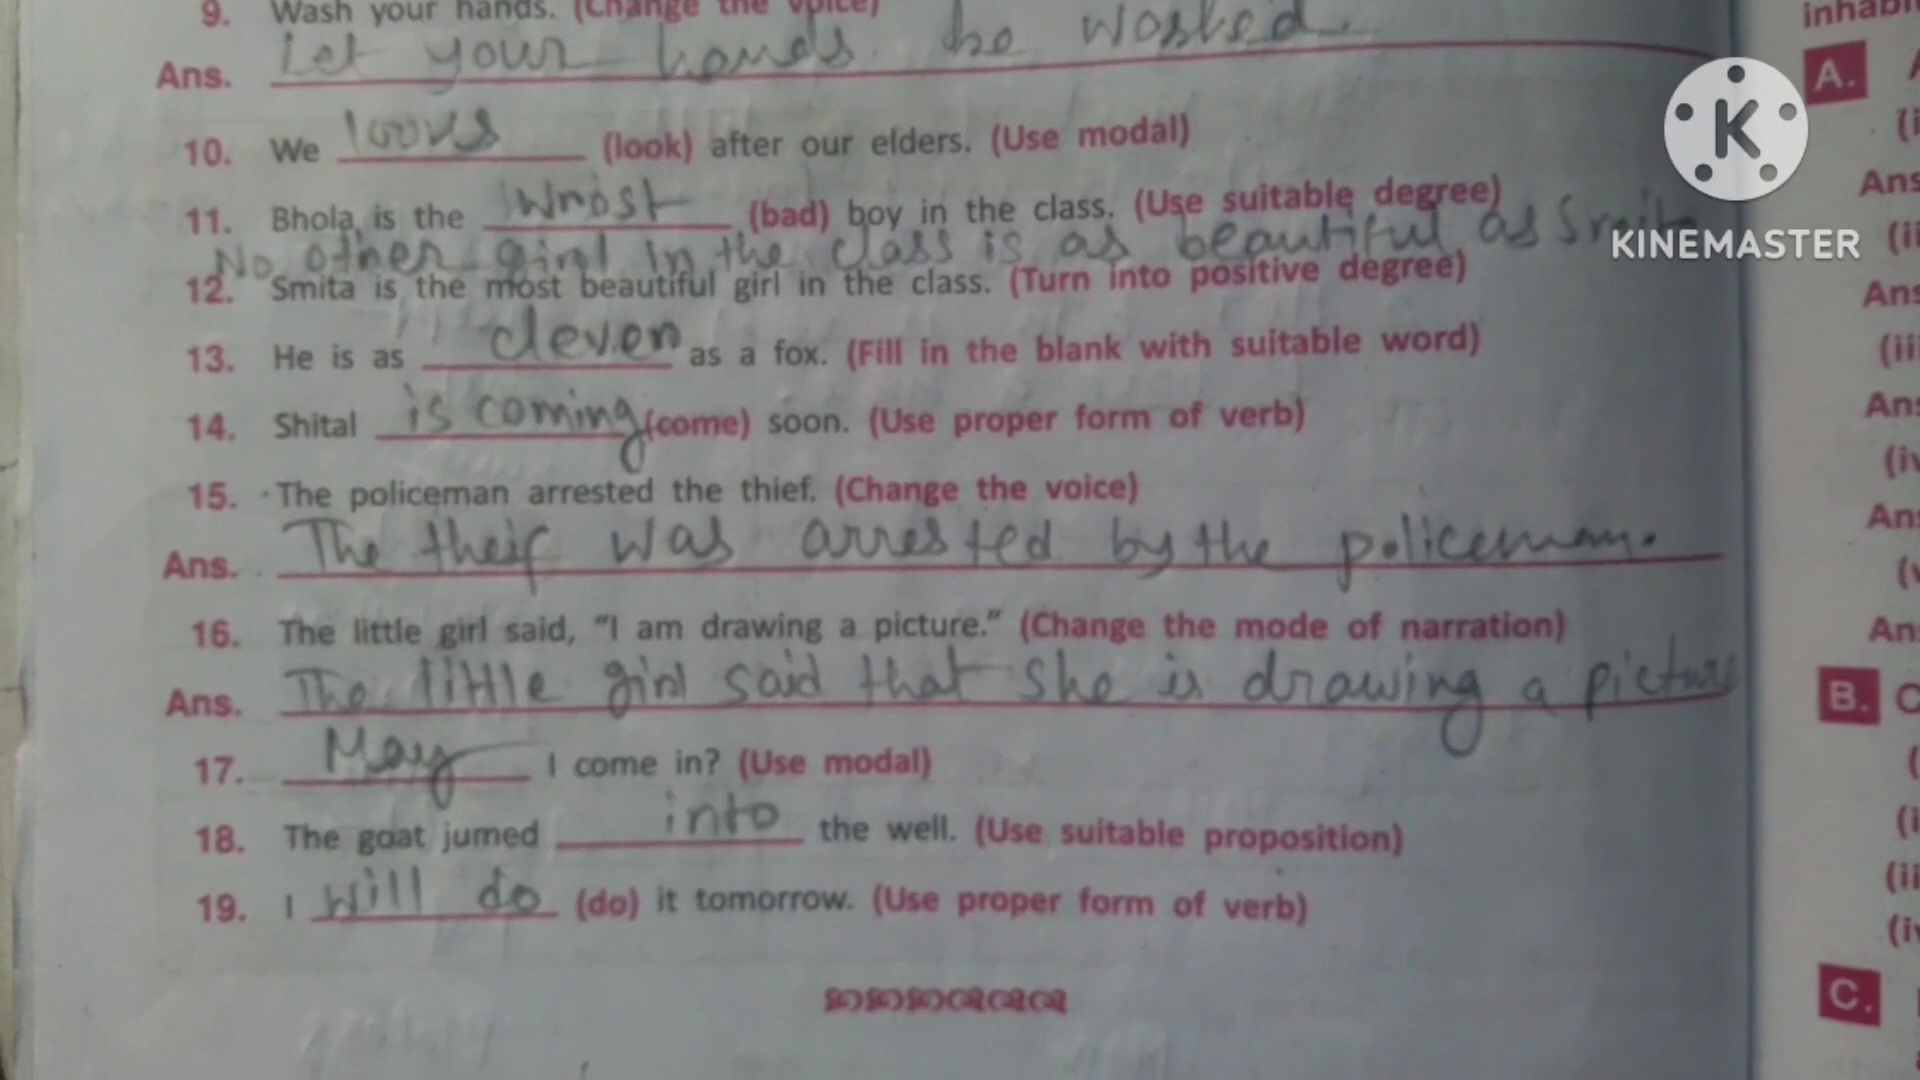 9. Wash your hands. (Change the voice)
Ans. Let your hands be washed.
10. We looks (look) after our elders. (Use modal)
11. Bhola is the wrost (bad) boy in the class. (Use suitable degree)
No other girl in the class is as beautiful as Smita
12. Smita is the most beautiful girl in the class. (Turn into positive degree)
13. He is as clever as a fox. (Fill in the blank with suitable word)
14. Shital is coming (come) soon. (Use proper form of verb)
15. The policeman arrested the thief. (Change the voice)
Ans. The theif was arrested by the policeman.
16. The little girl said, “I am drawing a picture.” (Change the mode of narration)
Ans. The little girl said that she is drawing a picture
17. May I come in? (Use modal)
18. The goat jumed into the well. (Use suitable proposition)
19. I will do (do) it tomorrow. (Use proper form of verb)
K
KINEMASTER
A.
Ans
Ans
Ans
Ans
B.
C.